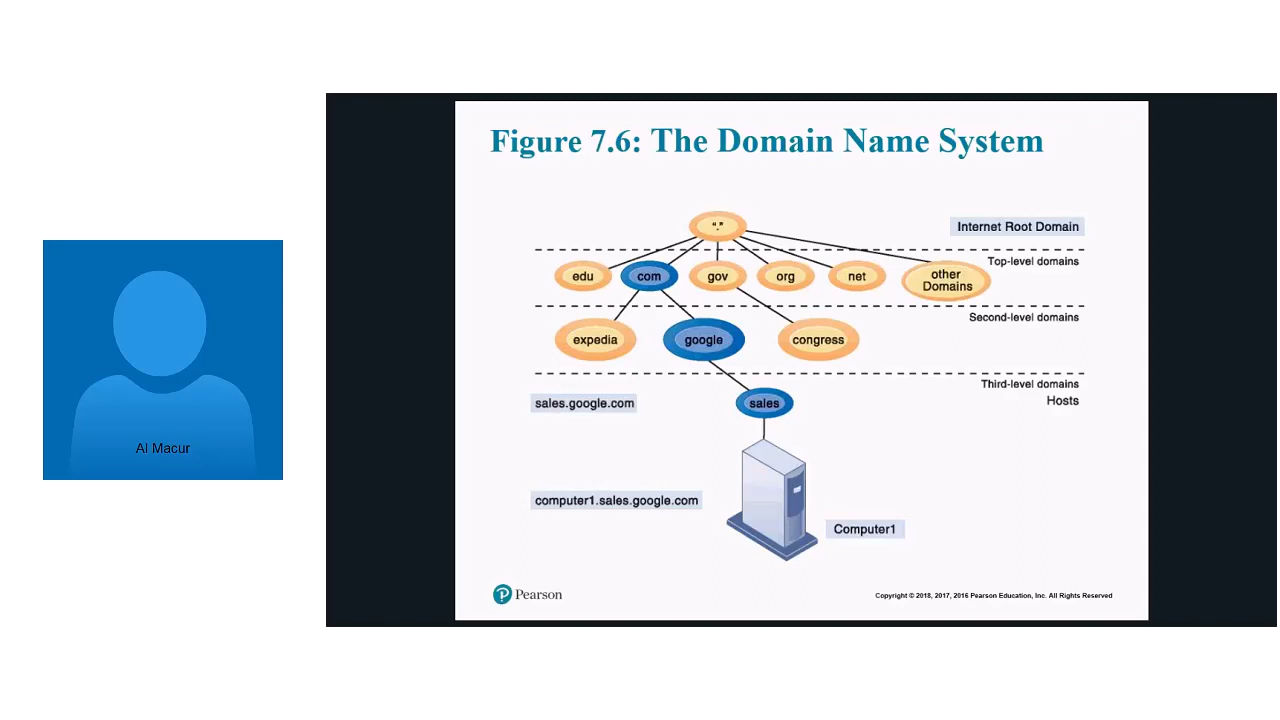 Al Macur
Figure 7.6: The Domain Name System
"."
Internet Root Domain
Top-level domains
edu
com
gov
org
net
other
Domains
Second-level domains
expedia
google
congress
Third-level domains
Hosts
sales.google.com
sales
computer1.sales.google.com
Computer1
Pearson
Copyright © 2018, 2017, 2016 Pearson Education, Inc. All Rights Reserved